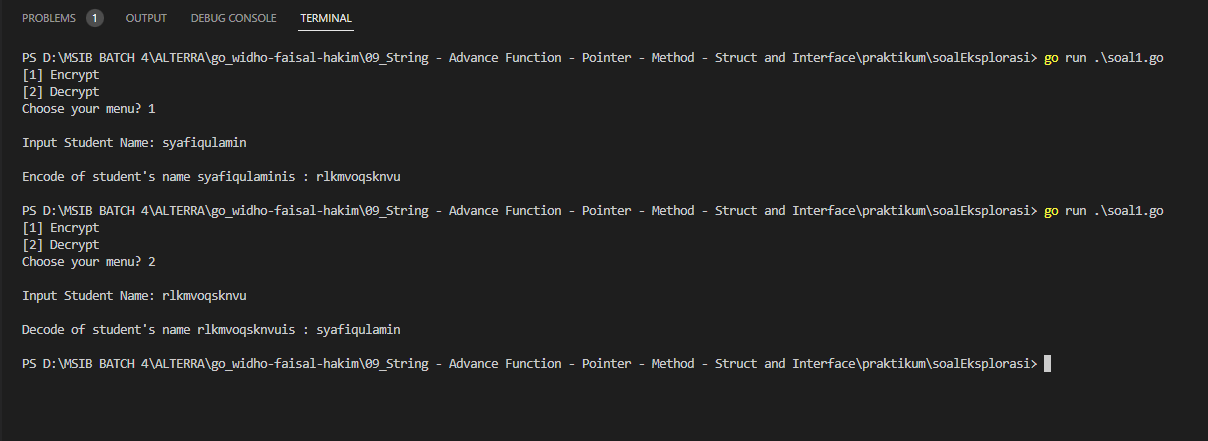 PROBLEMS 1 OUTPUT DEBUG CONSOLE TERMINAL
PS D:\MSIB BATCH 4\ALTERRA\go_widho-faisal-hakim\09_String - Advance Function - Pointer - Method - Struct and Interface\praktikum\soalEksplorasi> go run .\soal1.go
[1] Encrypt
[2] Decrypt
Choose your menu? 1
Input Student Name: syafiqulamin
Encode of student's name syafiqulaminis : rlkmvoqsknvu
PS D:\MSIB BATCH 4\ALTERRA\go_widho-faisal-hakim\09_String - Advance Function - Pointer - Method - Struct and Interface\praktikum\soalEksplorasi> go run .\soal1.go
[1] Encrypt
[2] Decrypt
Choose your menu? 2
Input Student Name: rlkmvoqsknvu
Decode of student's name rlkmvoqsknvuis : syafiqulamin
PS D:\MSIB BATCH 4\ALTERRA\go_widho-faisal-hakim\09_String - Advance Function - Pointer - Method - Struct and Interface\praktikum\soalEksplorasi>